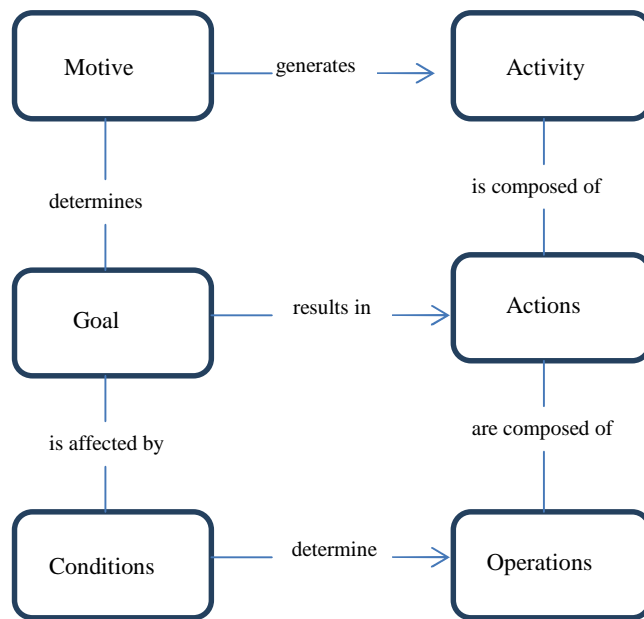 Motive
generates
Activity
determines
is composed of
Goal
results in
Actions
is affected by
are composed of
Conditions
determine
Operations